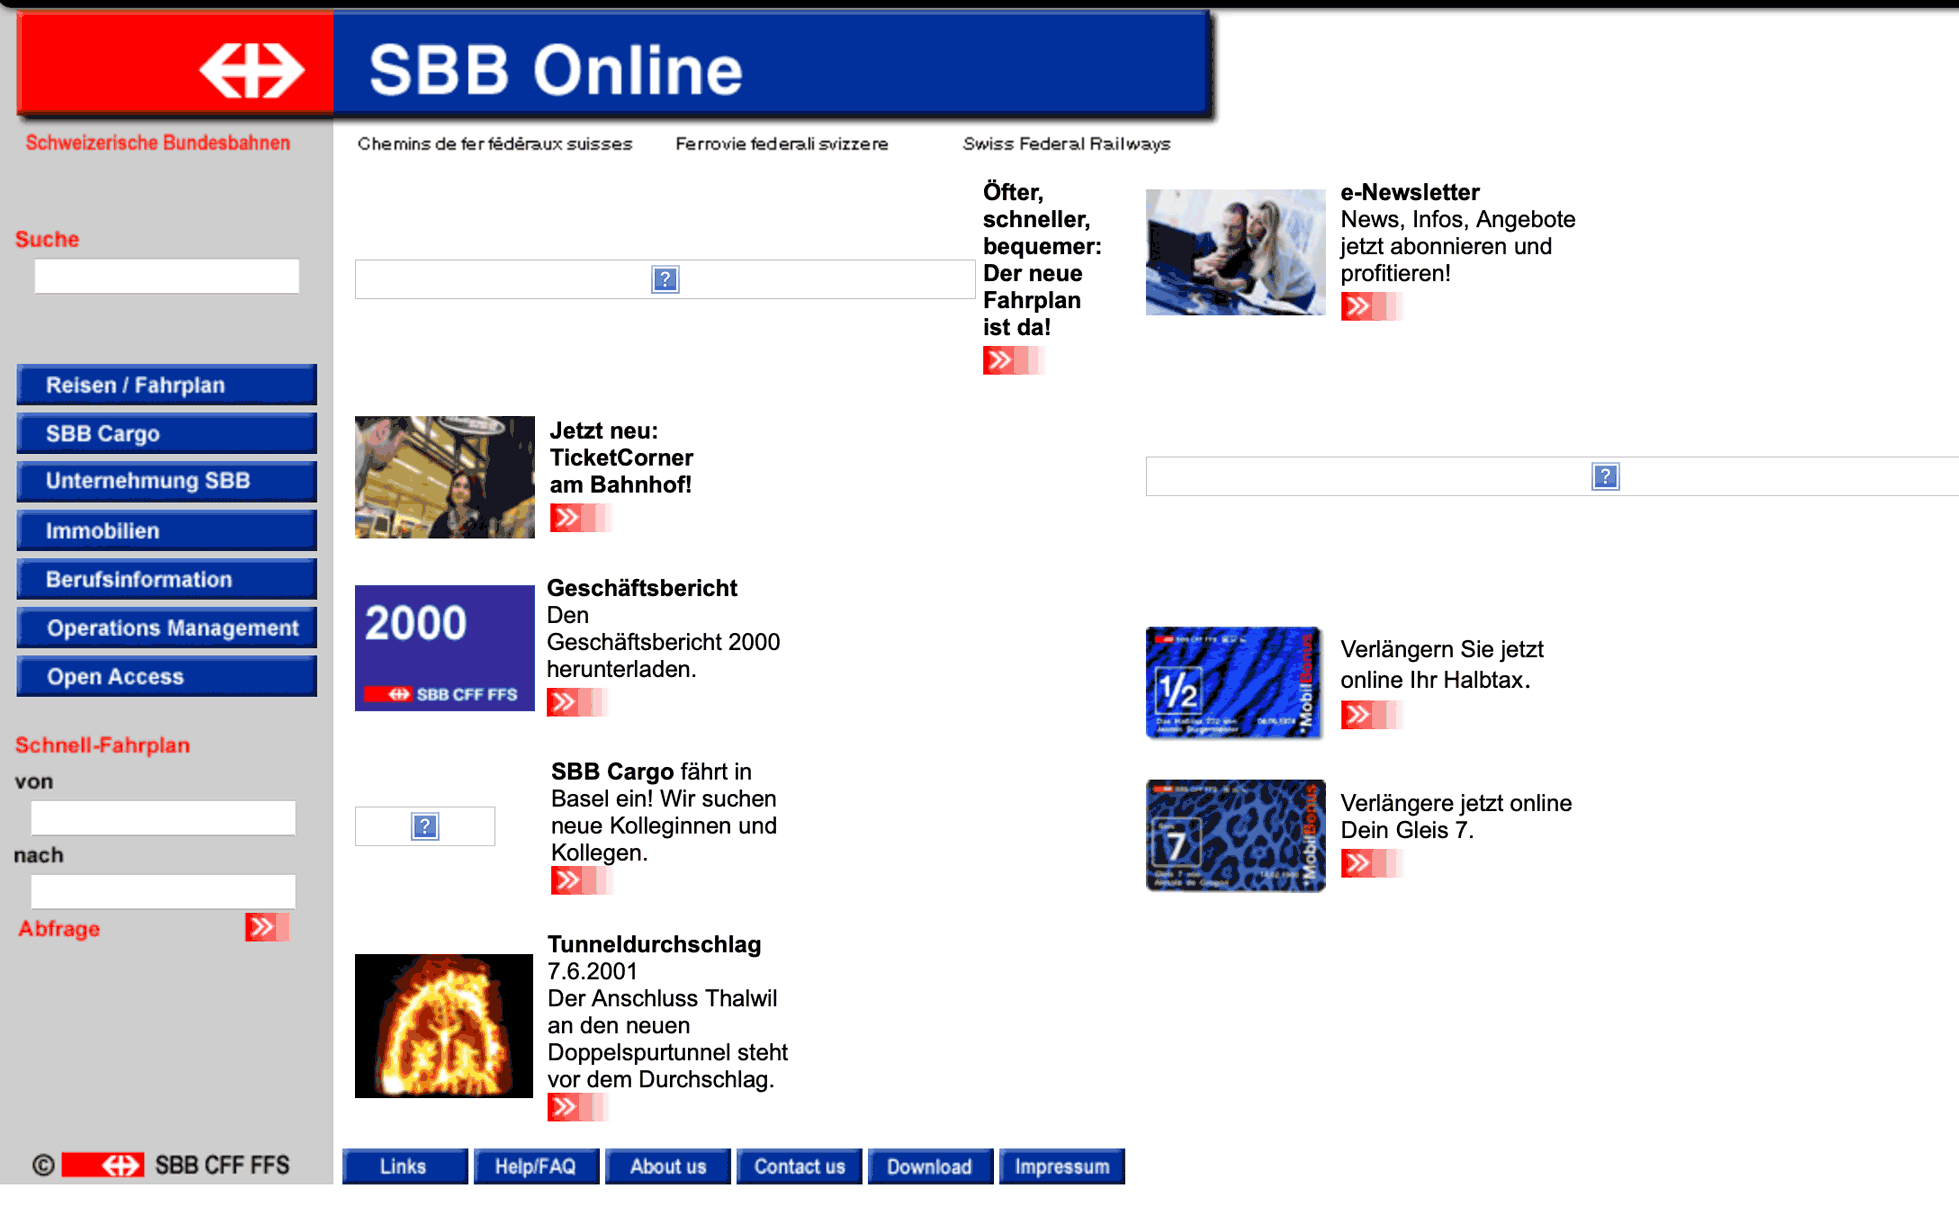 SBB Online
Schweizerische Bundesbahnen
Chemins de fer fédéraux suisses
Ferrovie federali svizzere
Swiss Federal Railways
Suche
Reisen / Fahrplan
SBB Cargo
Unternehmung SBB
Immobilien
Berufsinformation
Operations Management
Open Access
Schnell-Fahrplan
von
nach
Abfrage
© SBB CFF FFS
Öfter,
schneller,
bequemer:
Der neue
Fahrplan
ist da!
e-Newsletter
News, Infos, Angebote
jetzt abonnieren und
profitieren!
Jetzt neu:
TicketCorner
am Bahnhof!
2000
SBB CFF FFS
Geschäftsbericht
Den
Geschäftsbericht 2000
herunterladen.
1/2
*MobilBonus
Verlängern Sie jetzt
online Ihr Halbtax.
SBB Cargo fährt in
Basel ein! Wir suchen
neue Kolleginnen und
Kollegen.
7
*MobilBonus
Verlängere jetzt online
Dein Gleis 7.
Tunneldurchschlag
7.6.2001
Der Anschluss Thalwil
an den neuen
Doppelspurtunnel steht
vor dem Durchschlag.
Links
Help/FAQ
About us
Contact us
Download
Impressum